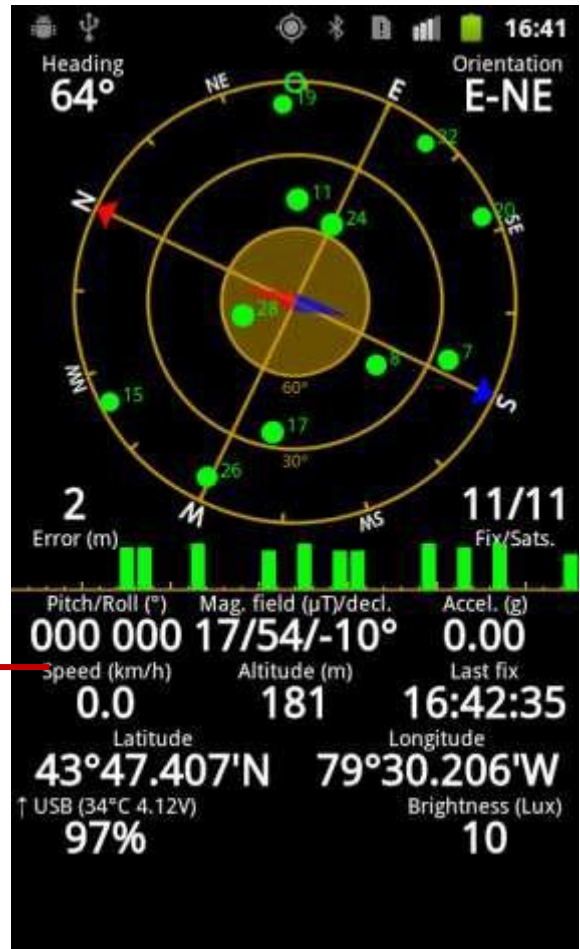 16:41
Heading
Orientation
64°
E-NE
NE
E
19
22
11
24
20
SE
N
28
8
7
60°
S
NW
15
17
30°
26
W
SW
2
11/11
Error (m)
Fix/Sats.
Pitch/Roll (°) Mag. field (µT)/decl. Accel. (g)
000 000 17/54/-10° 0.00
Speed (km/h) Altitude (m) Last fix
0.0 181 16:42:35
Latitude Longitude
43°47.407'N 79°30.206'W
↑ USB (34°C 4.12V) Brightness (Lux)
97% 10